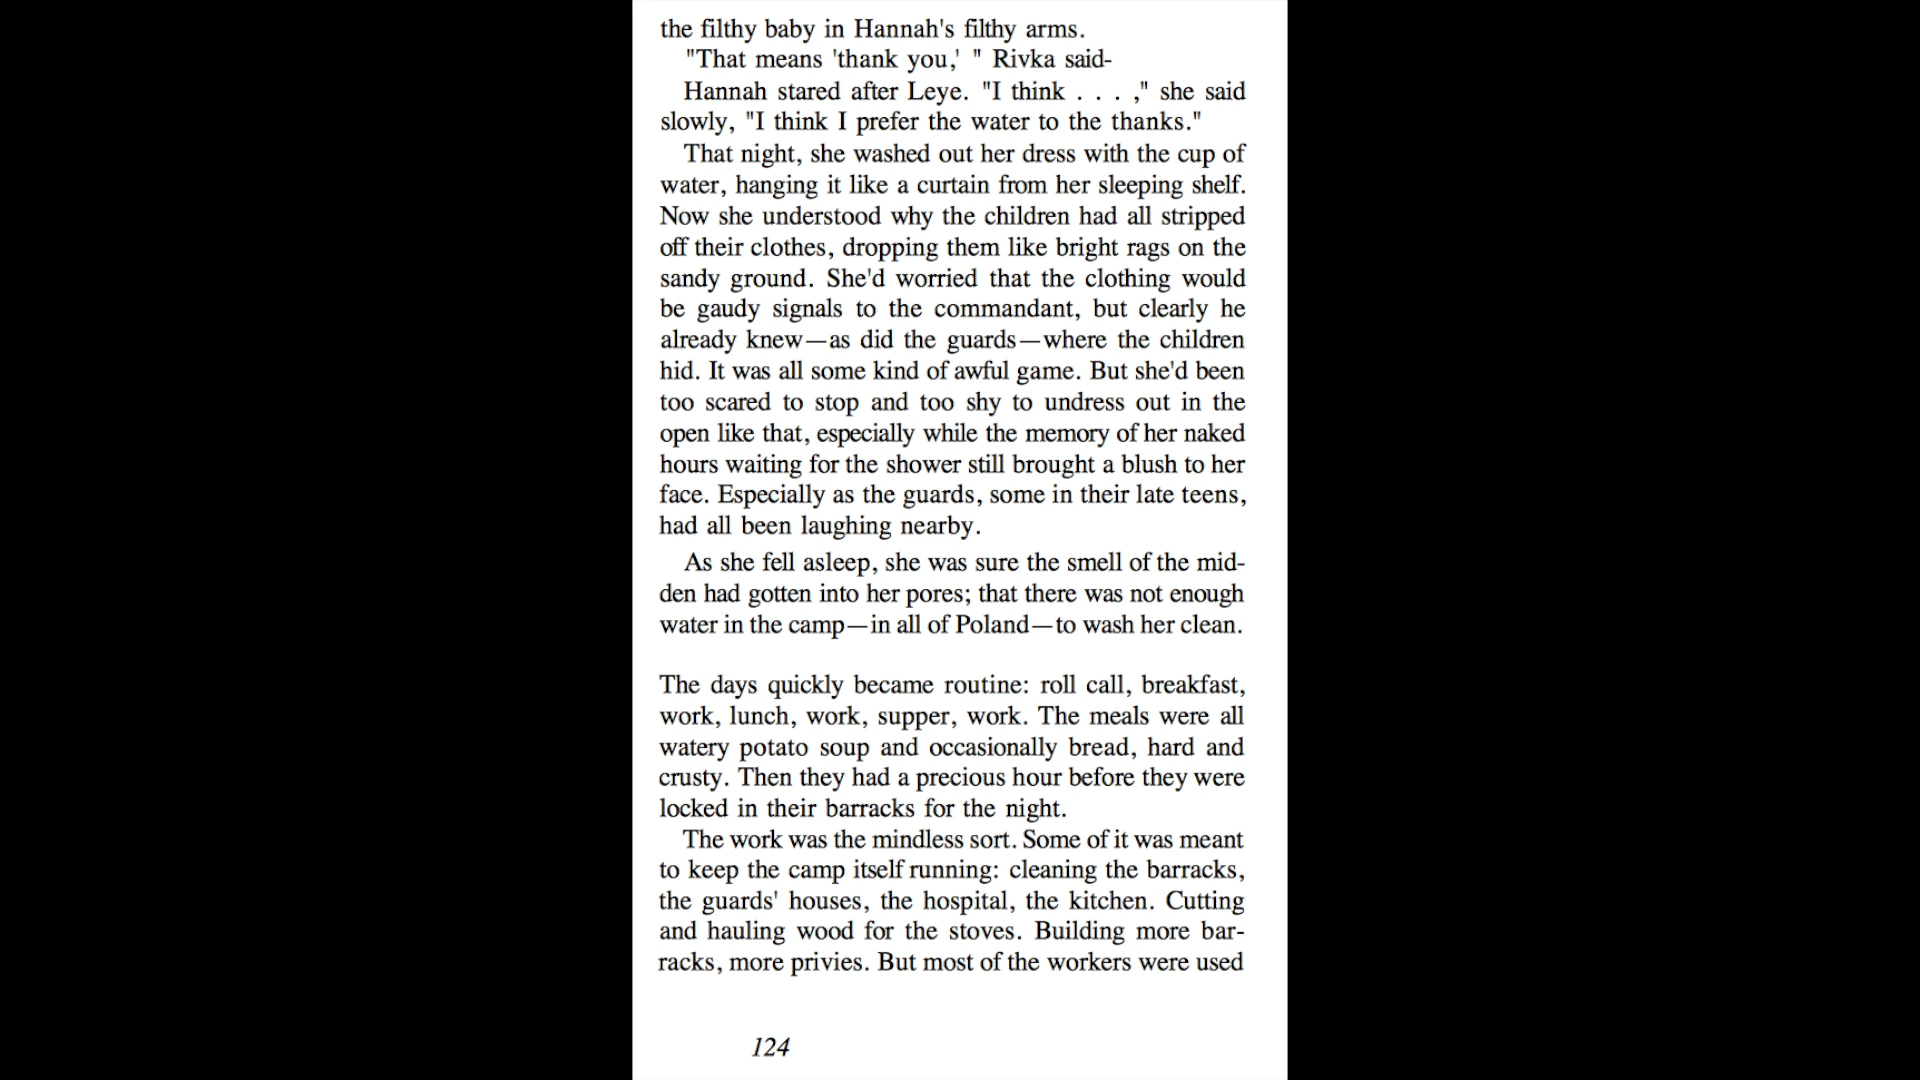 the filthy baby in Hannah's filthy arms.
"That means 'thank you,' " Rivka said-
Hannah stared after Leye. "I think . . . ," she said
slowly, "I think I prefer the water to the thanks."
That night, she washed out her dress with the cup of
water, hanging it like a curtain from her sleeping shelf.
Now she understood why the children had all stripped
off their clothes, dropping them like bright rags on the
sandy ground. She'd worried that the clothing would
be gaudy signals to the commandant, but clearly he
already knew—as did the guards—where the children
hid. It was all some kind of awful game. But she'd been
too scared to stop and too shy to undress out in the
open like that, especially while the memory of her naked
hours waiting for the shower still brought a blush to her
face. Especially as the guards, some in their late teens,
had all been laughing nearby.
As she fell asleep, she was sure the smell of the mid-
den had gotten into her pores; that there was not enough
water in the camp—in all of Poland—to wash her clean.
The days quickly became routine: roll call, breakfast,
work, lunch, work, supper, work. The meals were all
watery potato soup and occasionally bread, hard and
crusty. Then they had a precious hour before they were
locked in their barracks for the night.
The work was the mindless sort. Some of it was meant
to keep the camp itself running: cleaning the barracks,
the guards' houses, the hospital, the kitchen. Cutting
and hauling wood for the stoves. Building more bar-
racks, more privies. But most of the workers were used
124